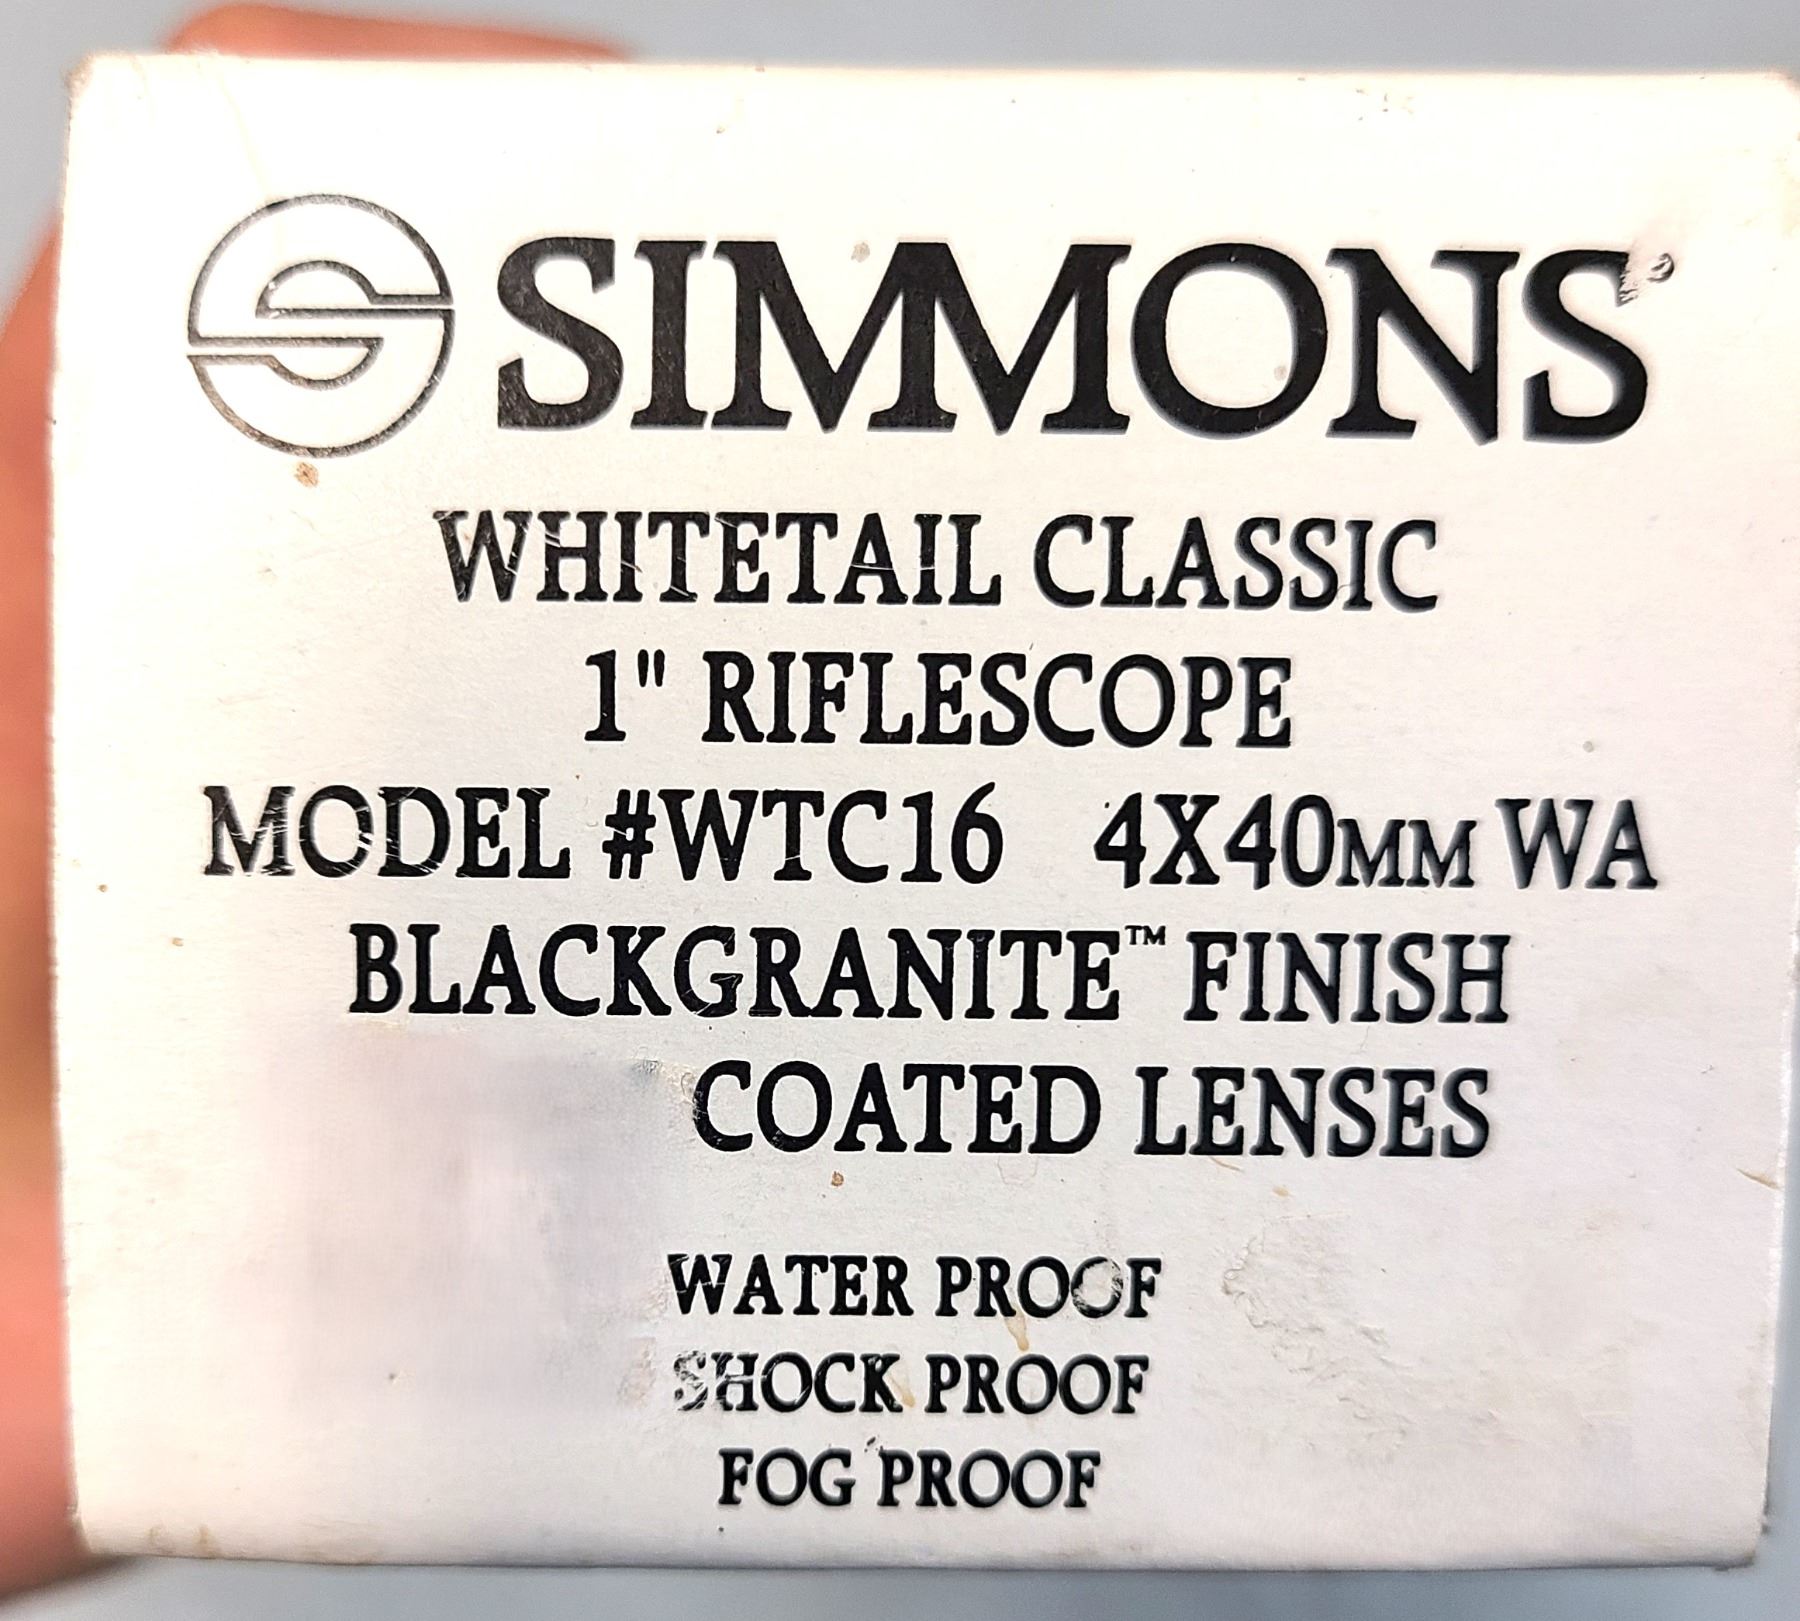 SIMMONS
WHITETAIL CLASSIC
1" RIFLESCOPE
MODEL #WTC16 4X40MM WA
BLACKGRANITE™ FINISH
COATED LENSES
WATER PROOF
SHOCK PROOF
FOG PROOF